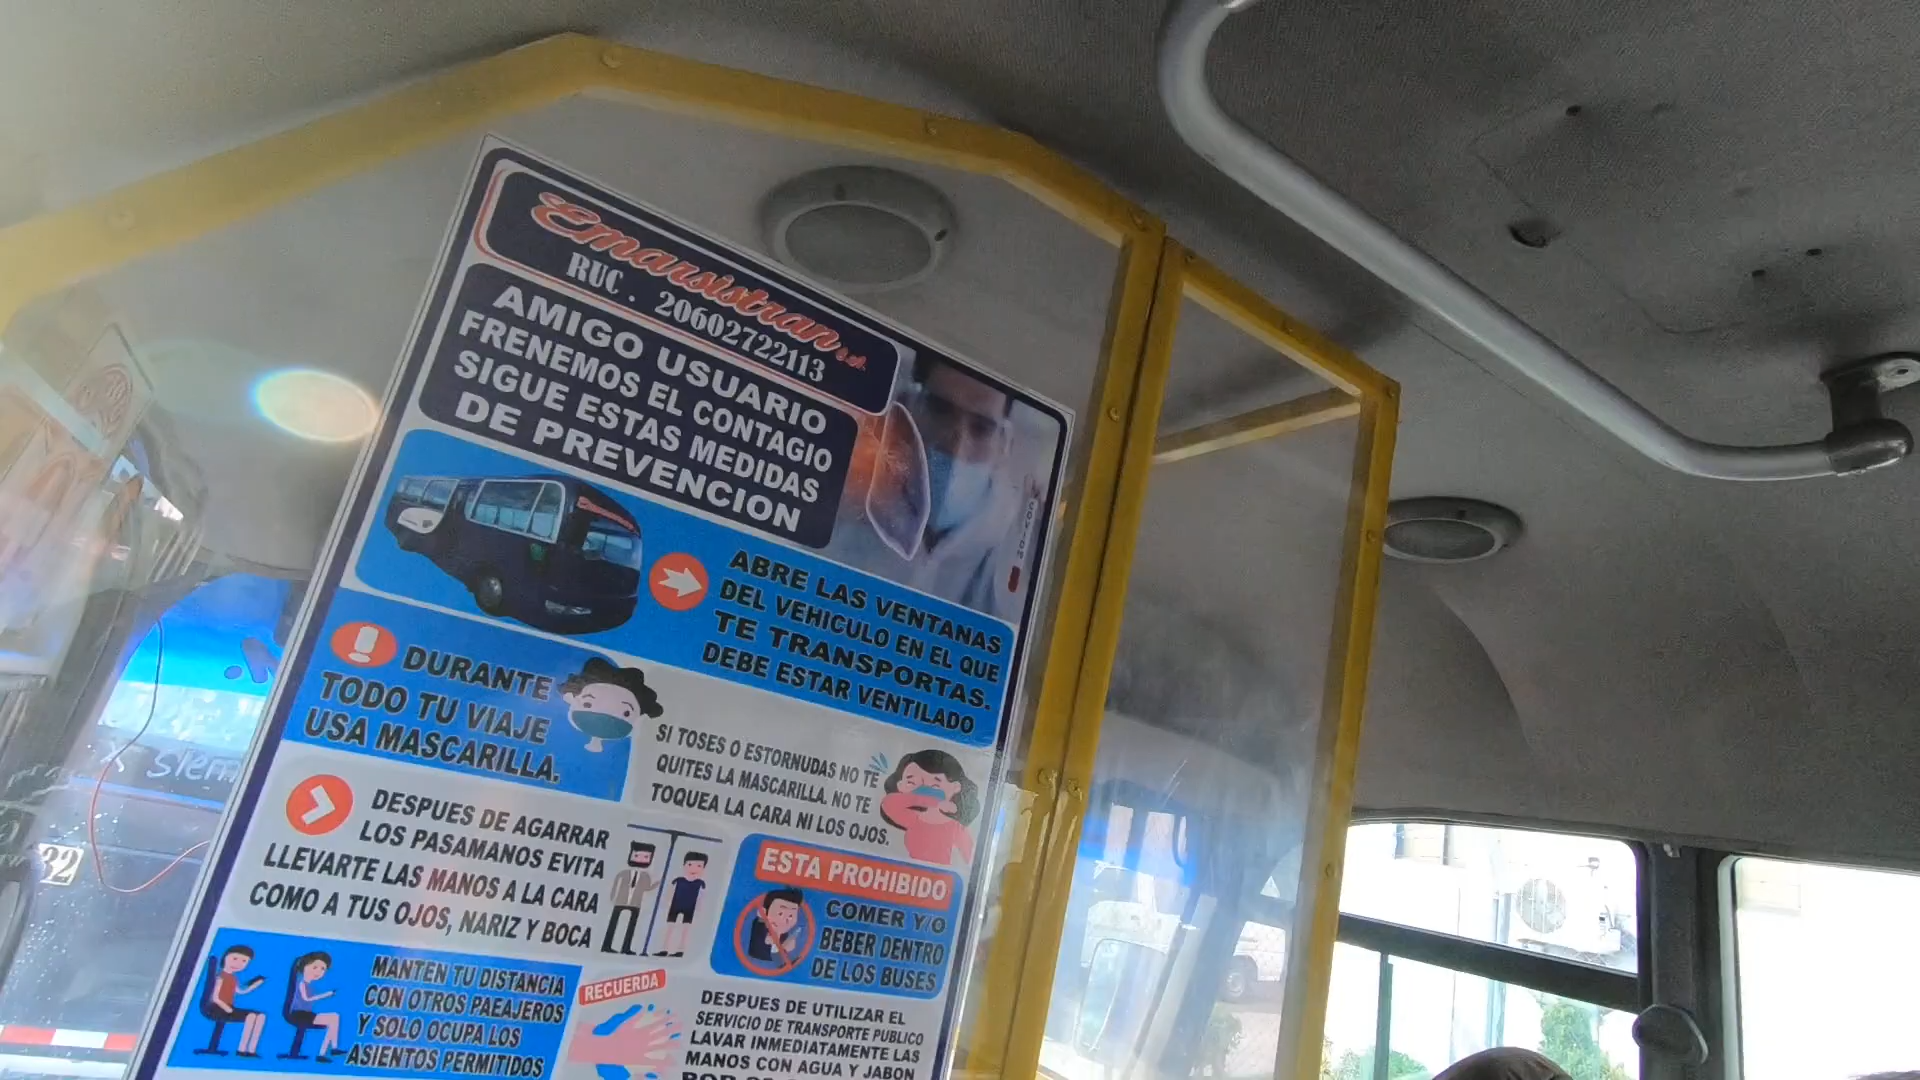 Emarsistran
RUC. 20602722113
AMIGO USUARIO
FRENEMOS EL CONTAGIO
SIGUE ESTAS MEDIDAS
DE PREVENCION
ABRE LAS VENTANAS
DEL VEHICULO EN EL QUE
TE TRANSPORTAS.
DEBE ESTAR VENTILADO
DURANTE
TODO TU VIAJE
USA MASCARILLA.
SI TOSES O ESTORNUDAS NO TE
QUITES LA MASCARILLA. NO TE
TOQUEA LA CARA NI LOS OJOS.
DESPUES DE AGARRAR
LOS PASAMANOS EVITA
LLEVARTE LAS MANOS A LA CARA
COMO A TUS OJOS, NARIZ Y BOCA
ESTA PROHIBIDO
COMER Y/O
BEBER DENTRO
DE LOS BUSES
MANTEN TU DISTANCIA
CON OTROS PAEAJEROS
Y SOLO OCUPA LOS
ASIENTOS PERMITIDOS
RECUERDA
DESPUES DE UTILIZAR EL
SERVICIO DE TRANSPORTE PUBLICO
LAVAR INMEDIATAMENTE LAS
MANOS CON AGUA Y JABON
32